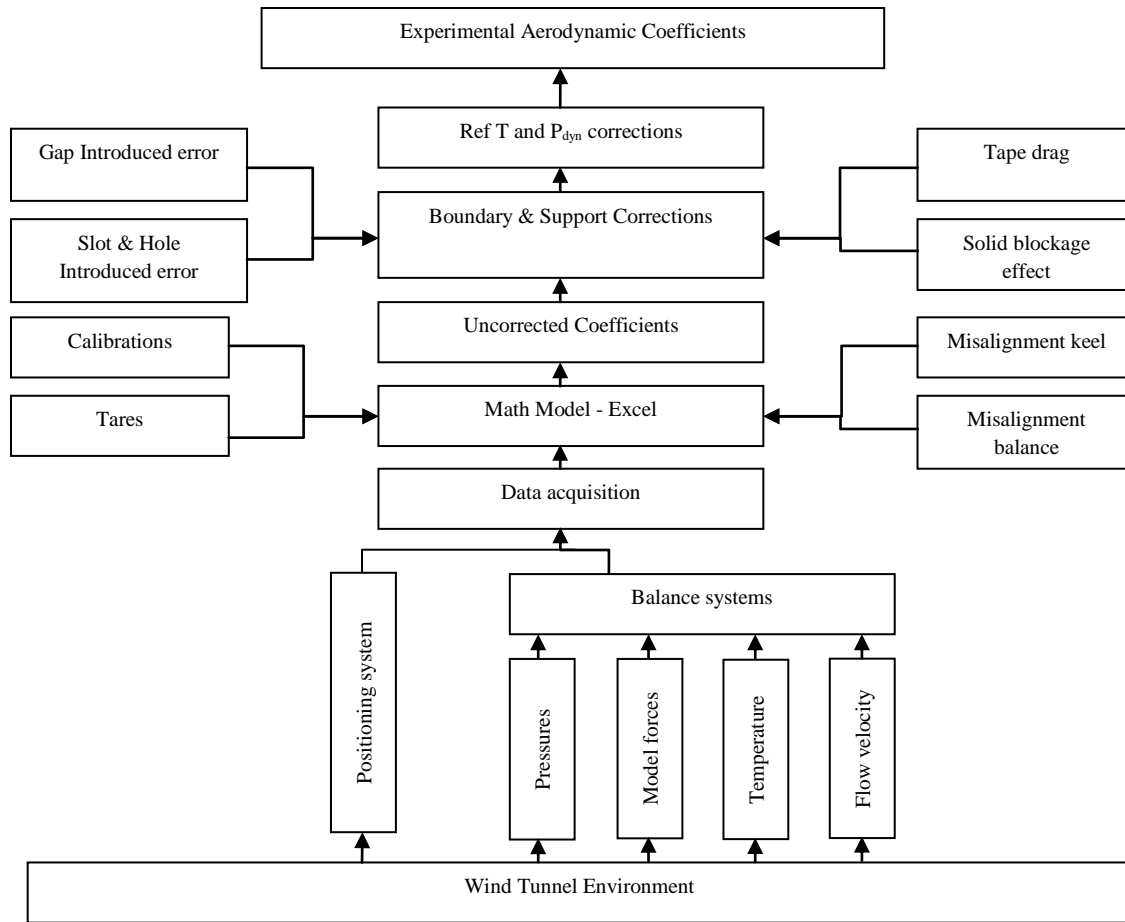 Experimental Aerodynamic Coefficients
Ref T and Pdyn corrections
Gap Introduced error
Tape drag
Boundary & Support Corrections
Slot & Hole
Introduced error
Solid blockage
effect
Uncorrected Coefficients
Calibrations
Misalignment keel
Math Model - Excel
Tares
Misalignment
balance
Data acquisition
Positioning system
Balance systems
Pressures
Model forces
Temperature
Flow velocity
Wind Tunnel Environment